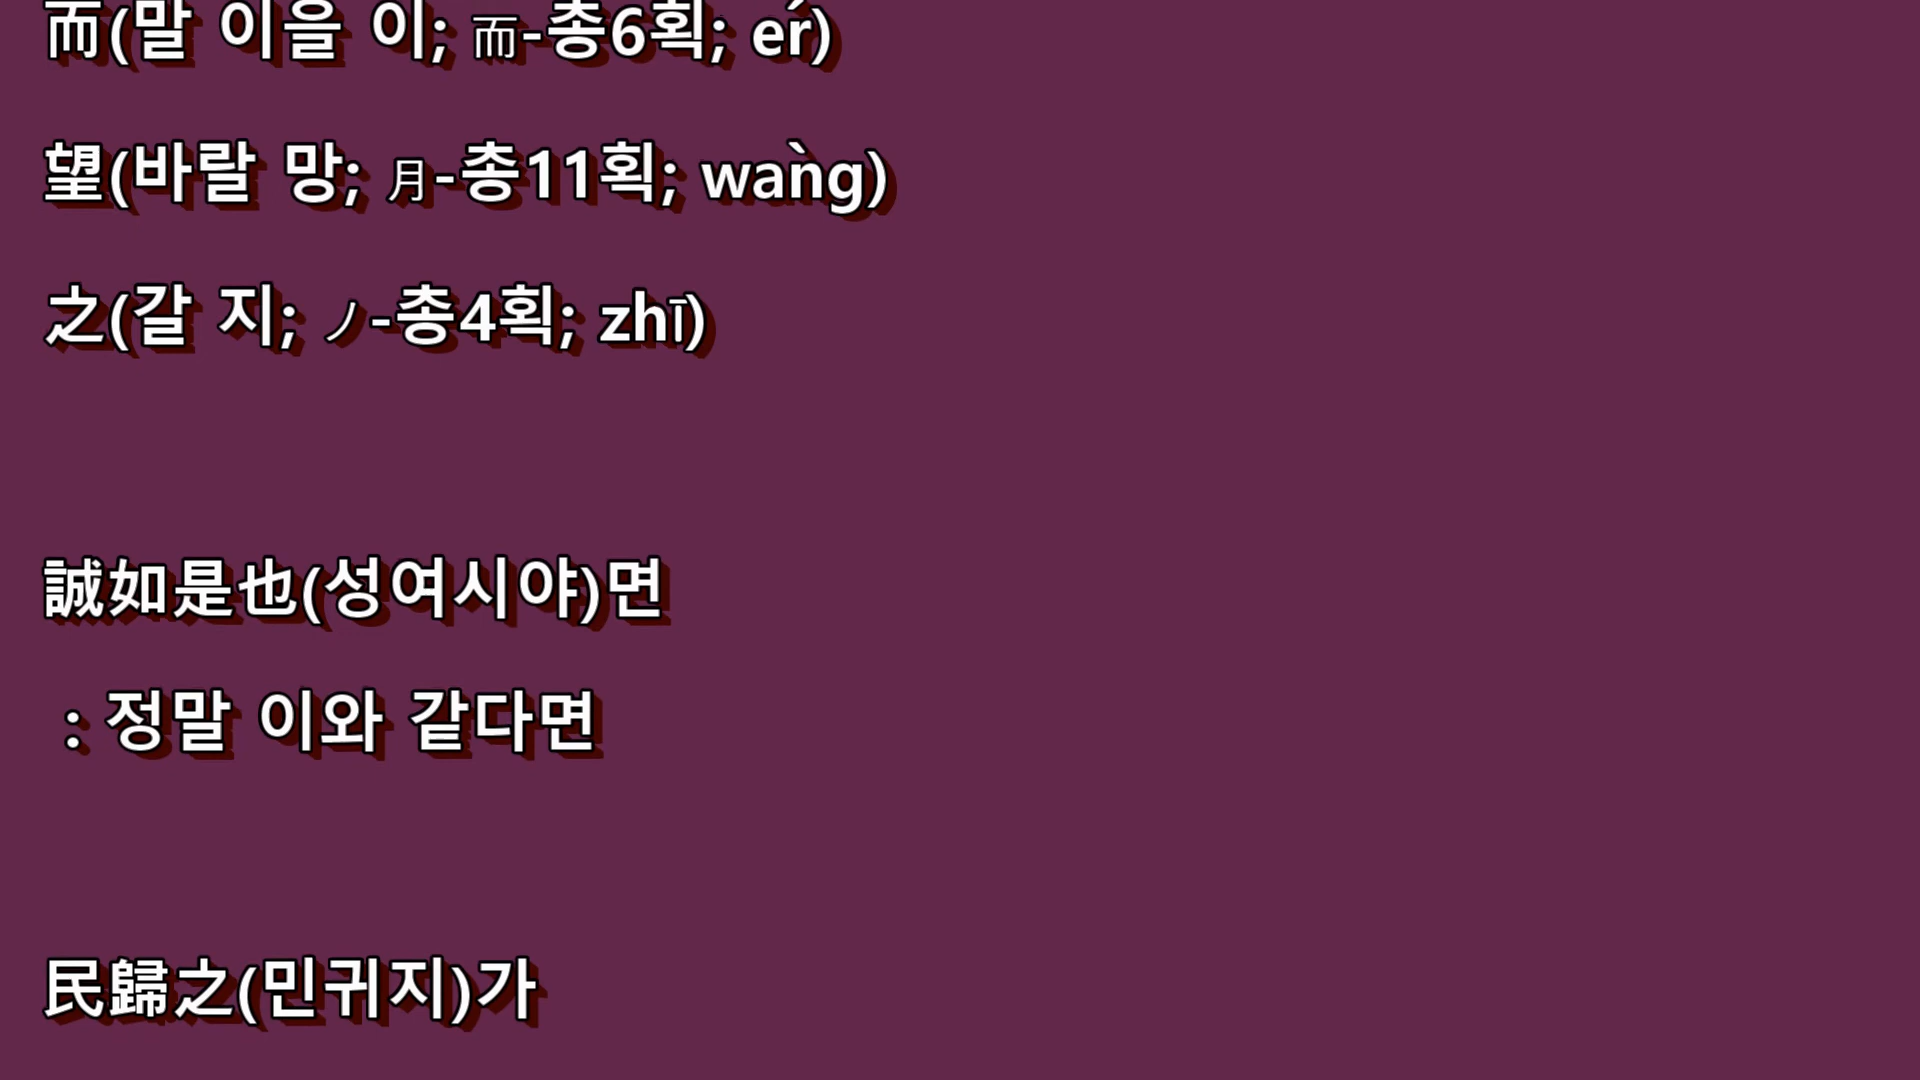 而(말 이을 이; 而-총6획; ér)
望(바랄 망; 月-총11획; wàng)
之(갈 지; 丿-총4획; zhī)
誠如是也(성여시야)면
: 정말 이와 같다면
民歸之(민귀지)가